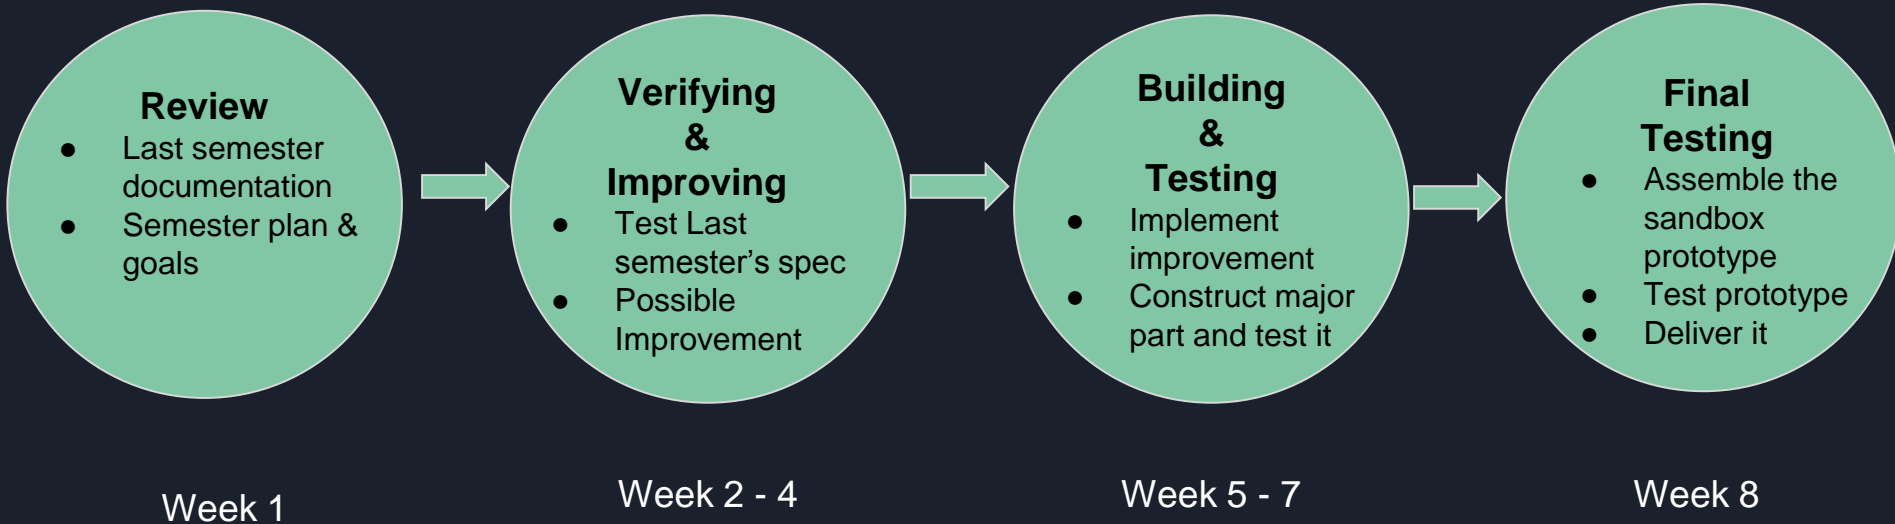 Review
● Last semester
documentation
● Semester plan &
goals
Verifying
&
Improving
● Test Last
semester’s spec
● Possible
Improvement
Building
&
Testing
● Implement
improvement
● Construct major
part and test it
Final
Testing
● Assemble the
sandbox
prototype
● Test prototype
● Deliver it
Week 1
Week 2 - 4
Week 5 - 7
Week 8